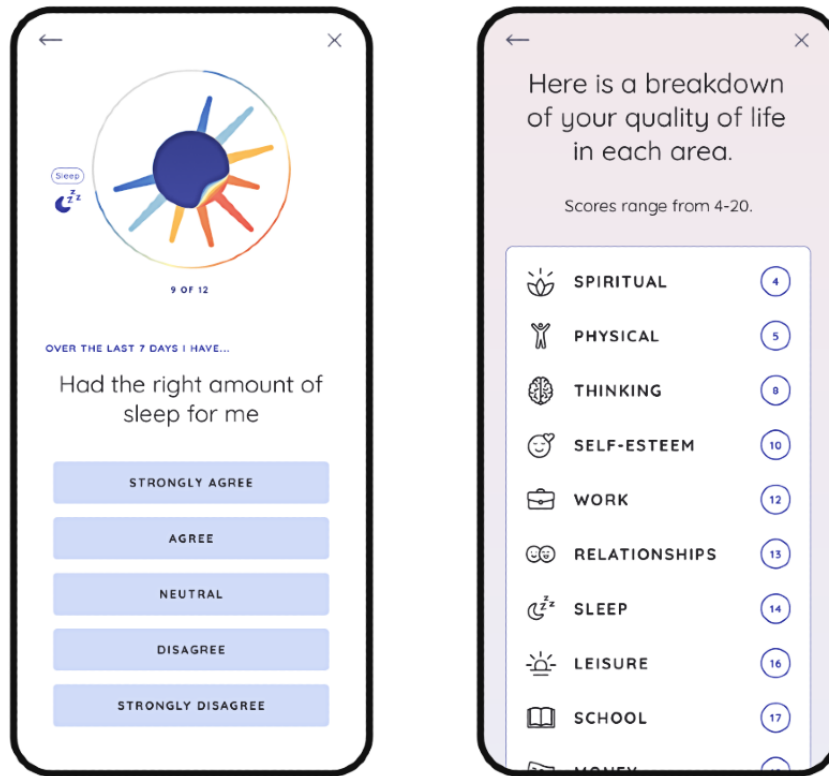 Sleep
z z z
9 OF 12
OVER THE LAST 7 DAYS I HAVE...
Had the right amount of
sleep for me
STRONGLY AGREE
AGREE
NEUTRAL
DISAGREE
STRONGLY DISAGREE
Here is a breakdown
of your quality of life
in each area.
Scores range from 4-20.
SPIRITUAL 4
PHYSICAL 5
THINKING 8
SELF-ESTEEM 10
WORK 12
RELATIONSHIPS 13
z z z SLEEP 14
LEISURE 16
SCHOOL 17
MONEY